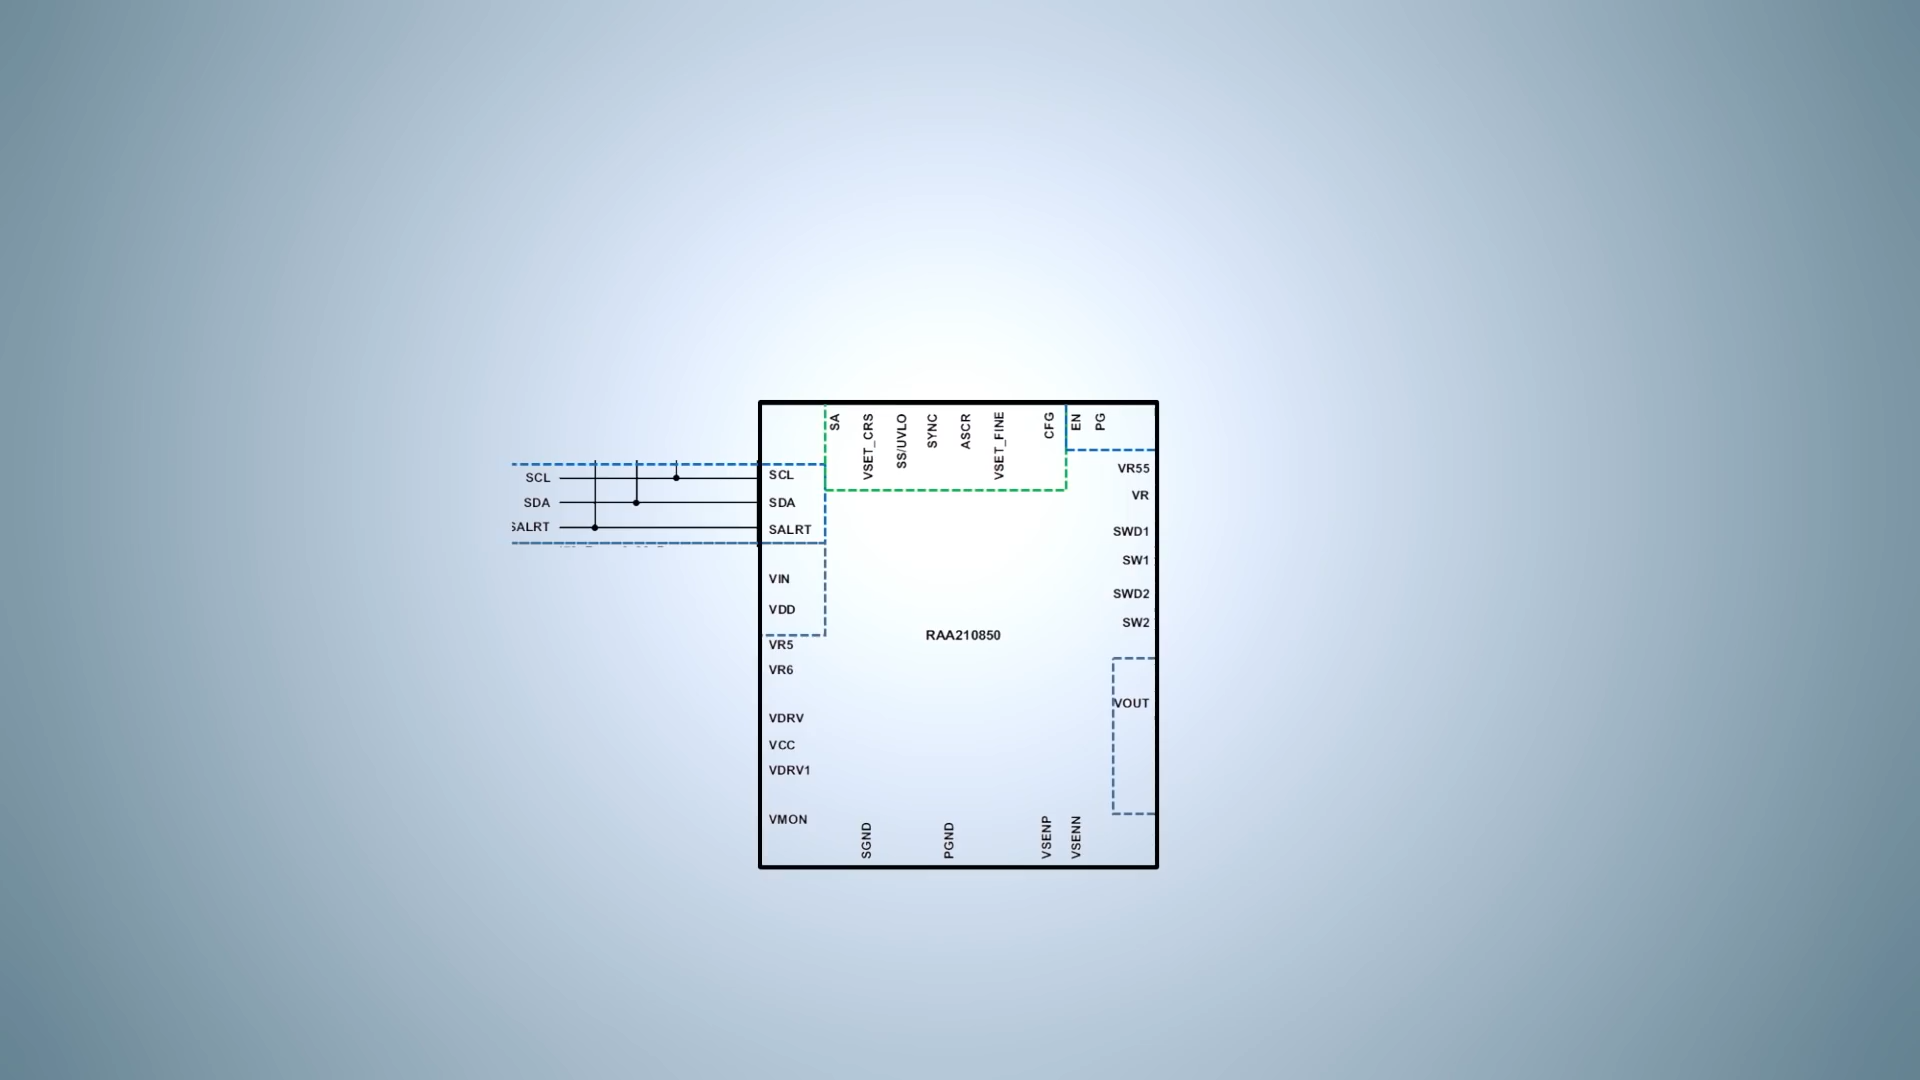 SA
VSET_CRS
SS/UVLO
SYNC
ASCR
VSET_FINE
CFG
EN
PG
SCL
SDA
SALRT
SCL
SDA
SALRT
VIN
VDD
VR5
VR6
VDRV
VCC
VDRV1
VMON
RAA210850
VR55
VR
SWD1
SW1
SWD2
SW2
VOUT
SGND
PGND
VSENP
VSENN